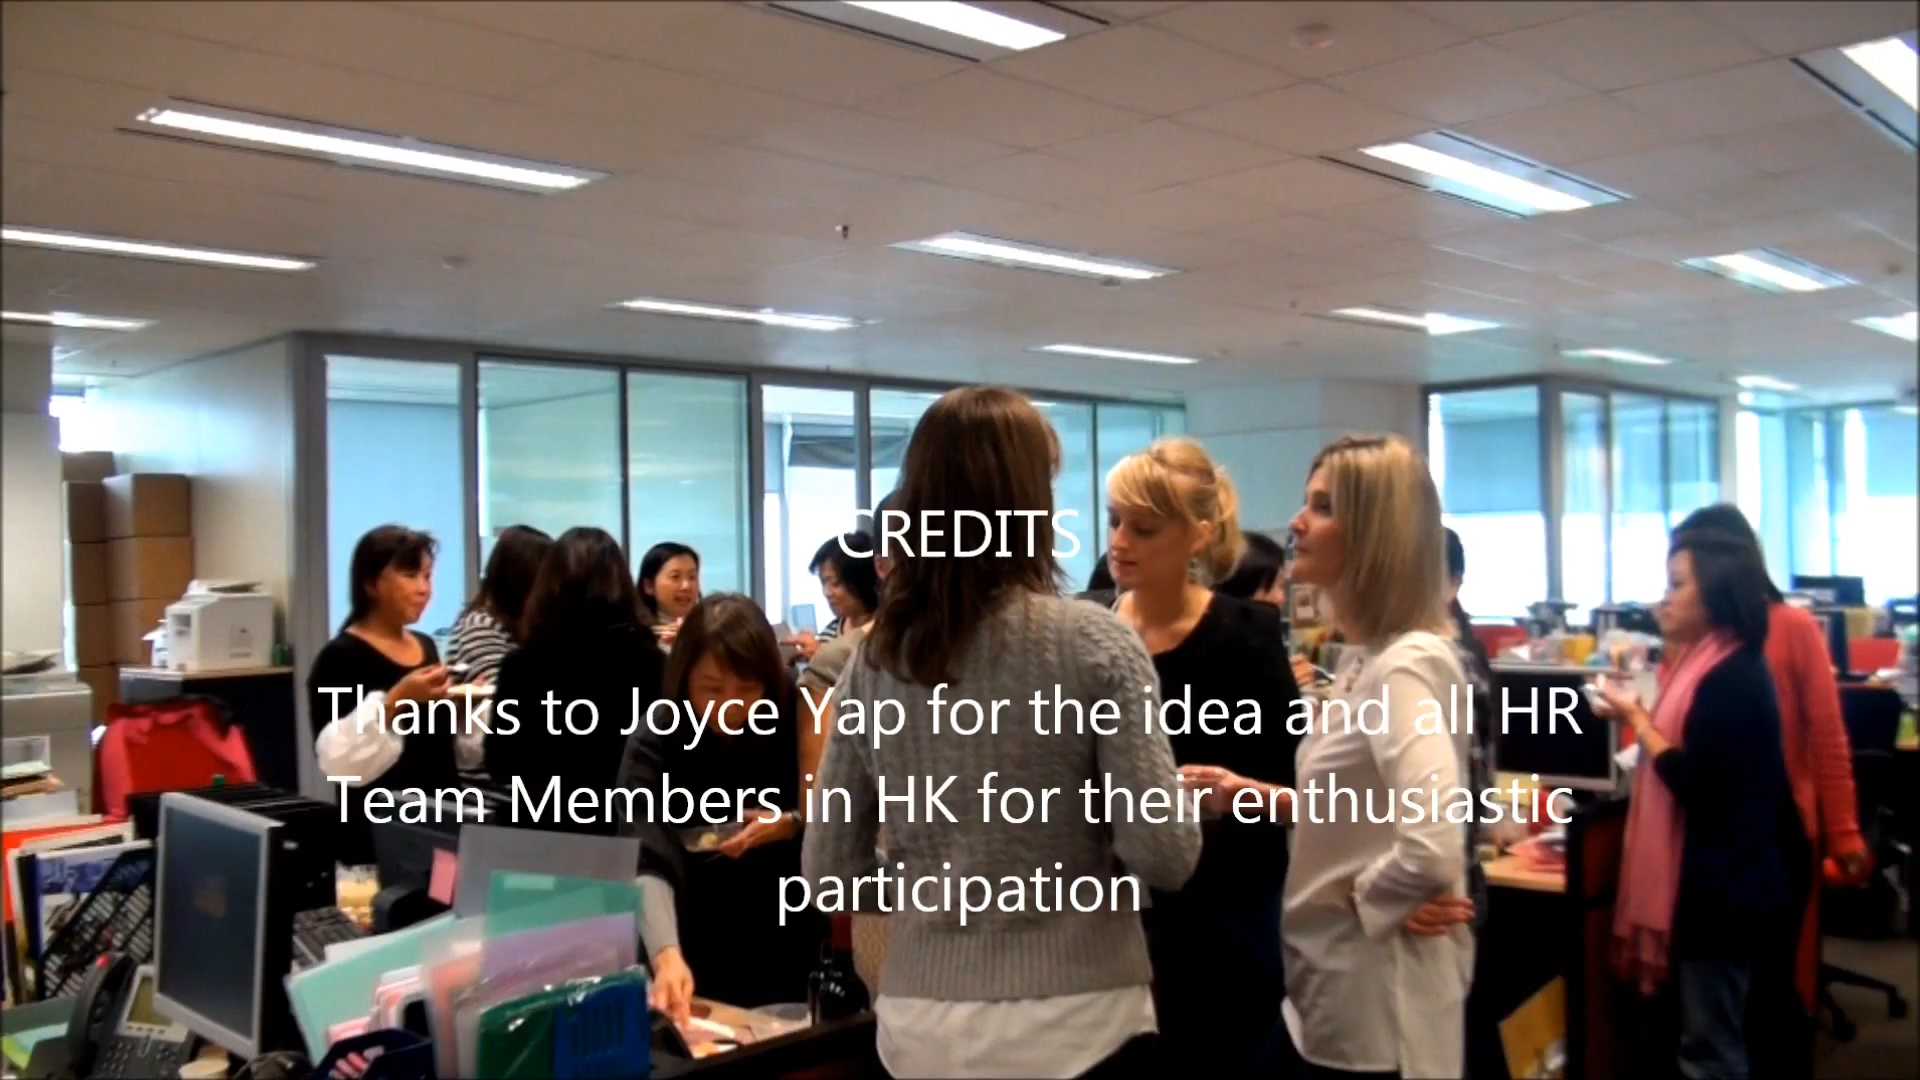 CREDITS
Thanks to Joyce Yap for the idea and all HR
Team Members in HK for their enthusiastic
participation